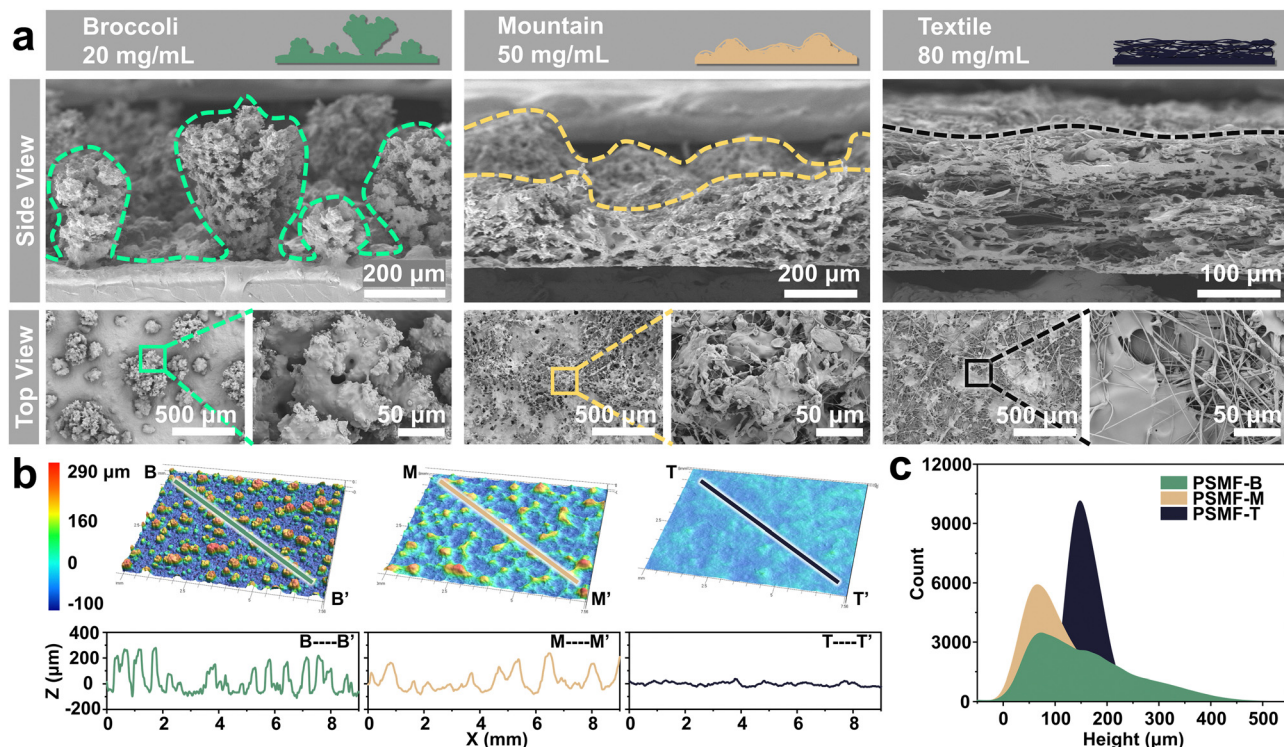 a
Broccoli
20 mg/mL
Mountain
50 mg/mL
Textile
80 mg/mL
Side View
200 µm
200 µm
100 µm
Top View
500 µm
50 µm
500 µm
50 µm
500 µm
50 µm
b
290 µm
160
0
-100
B
B’
M
M’
T
T’
Z (µm)
400
200
0
-200
B----B’
M----M’
T----T’
0 2 4 6 8
0 2 4 6 8
0 2 4 6 8
X (mm)
c
PSMF-B
PSMF-M
PSMF-T
Count
12000
9000
6000
3000
0
0 100 200 300 400 500
Height (µm)